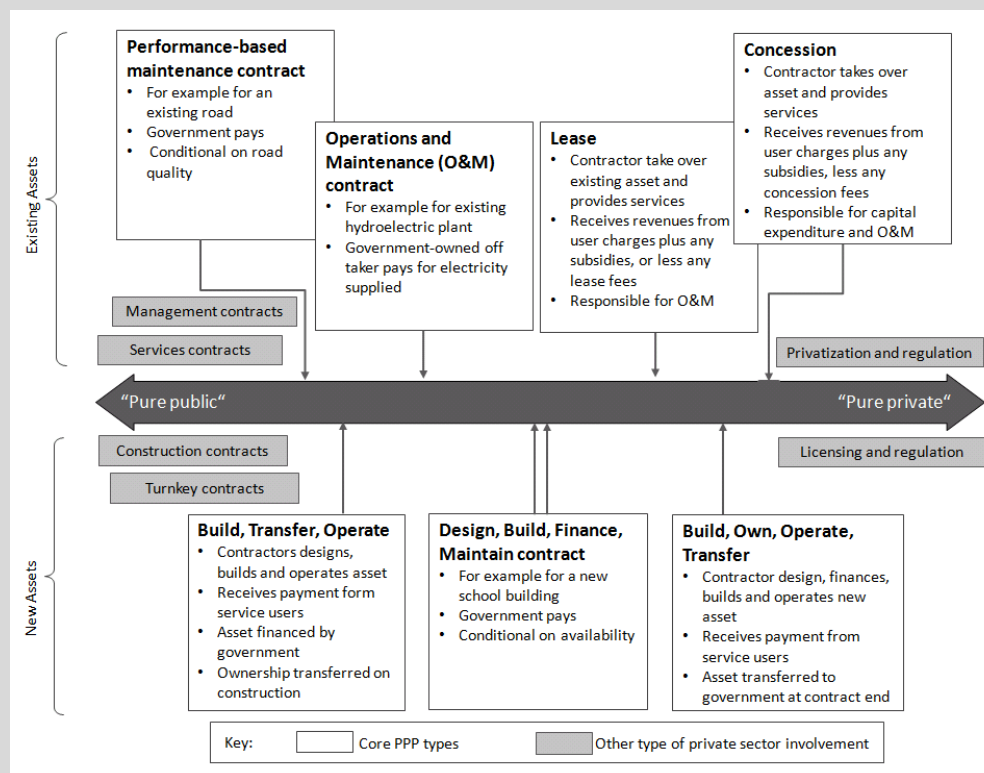 Existing Assets
Performance-based
maintenance contract
• For example for an
existing road
• Government pays
• Conditional on road
quality
Operations and
Maintenance (O&M)
contract
• For example for existing
hydroelectric plant
• Government-owned off
taker pays for electricity
supplied
Lease
• Contractor take over
existing asset and
provides services
• Receives revenues from
user charges plus any
subsidies, or less any
lease fees
• Responsible for O&M
Concession
• Contractor takes over
asset and provides
services
• Receives revenues from
user charges plus any
subsidies, less any
concession fees
• Responsible for capital
expenditure and O&M
Management contracts
Services contracts
Privatization and regulation
“Pure public“
“Pure private“
New Assets
Construction contracts
Turnkey contracts
Licensing and regulation
Build, Transfer, Operate
• Contractors designs,
builds and operates asset
• Receives payment form
service users
• Asset financed by
government
• Ownership transferred on
construction
Design, Build, Finance,
Maintain contract
• For example for a new
school building
• Government pays
• Conditional on availability
Build, Own, Operate,
Transfer
• Contractor design, finances,
builds and operates new
asset
• Receives payment from
service users
• Asset transferred to
government at contract end
Key:
Core PPP types
Other type of private sector involvement